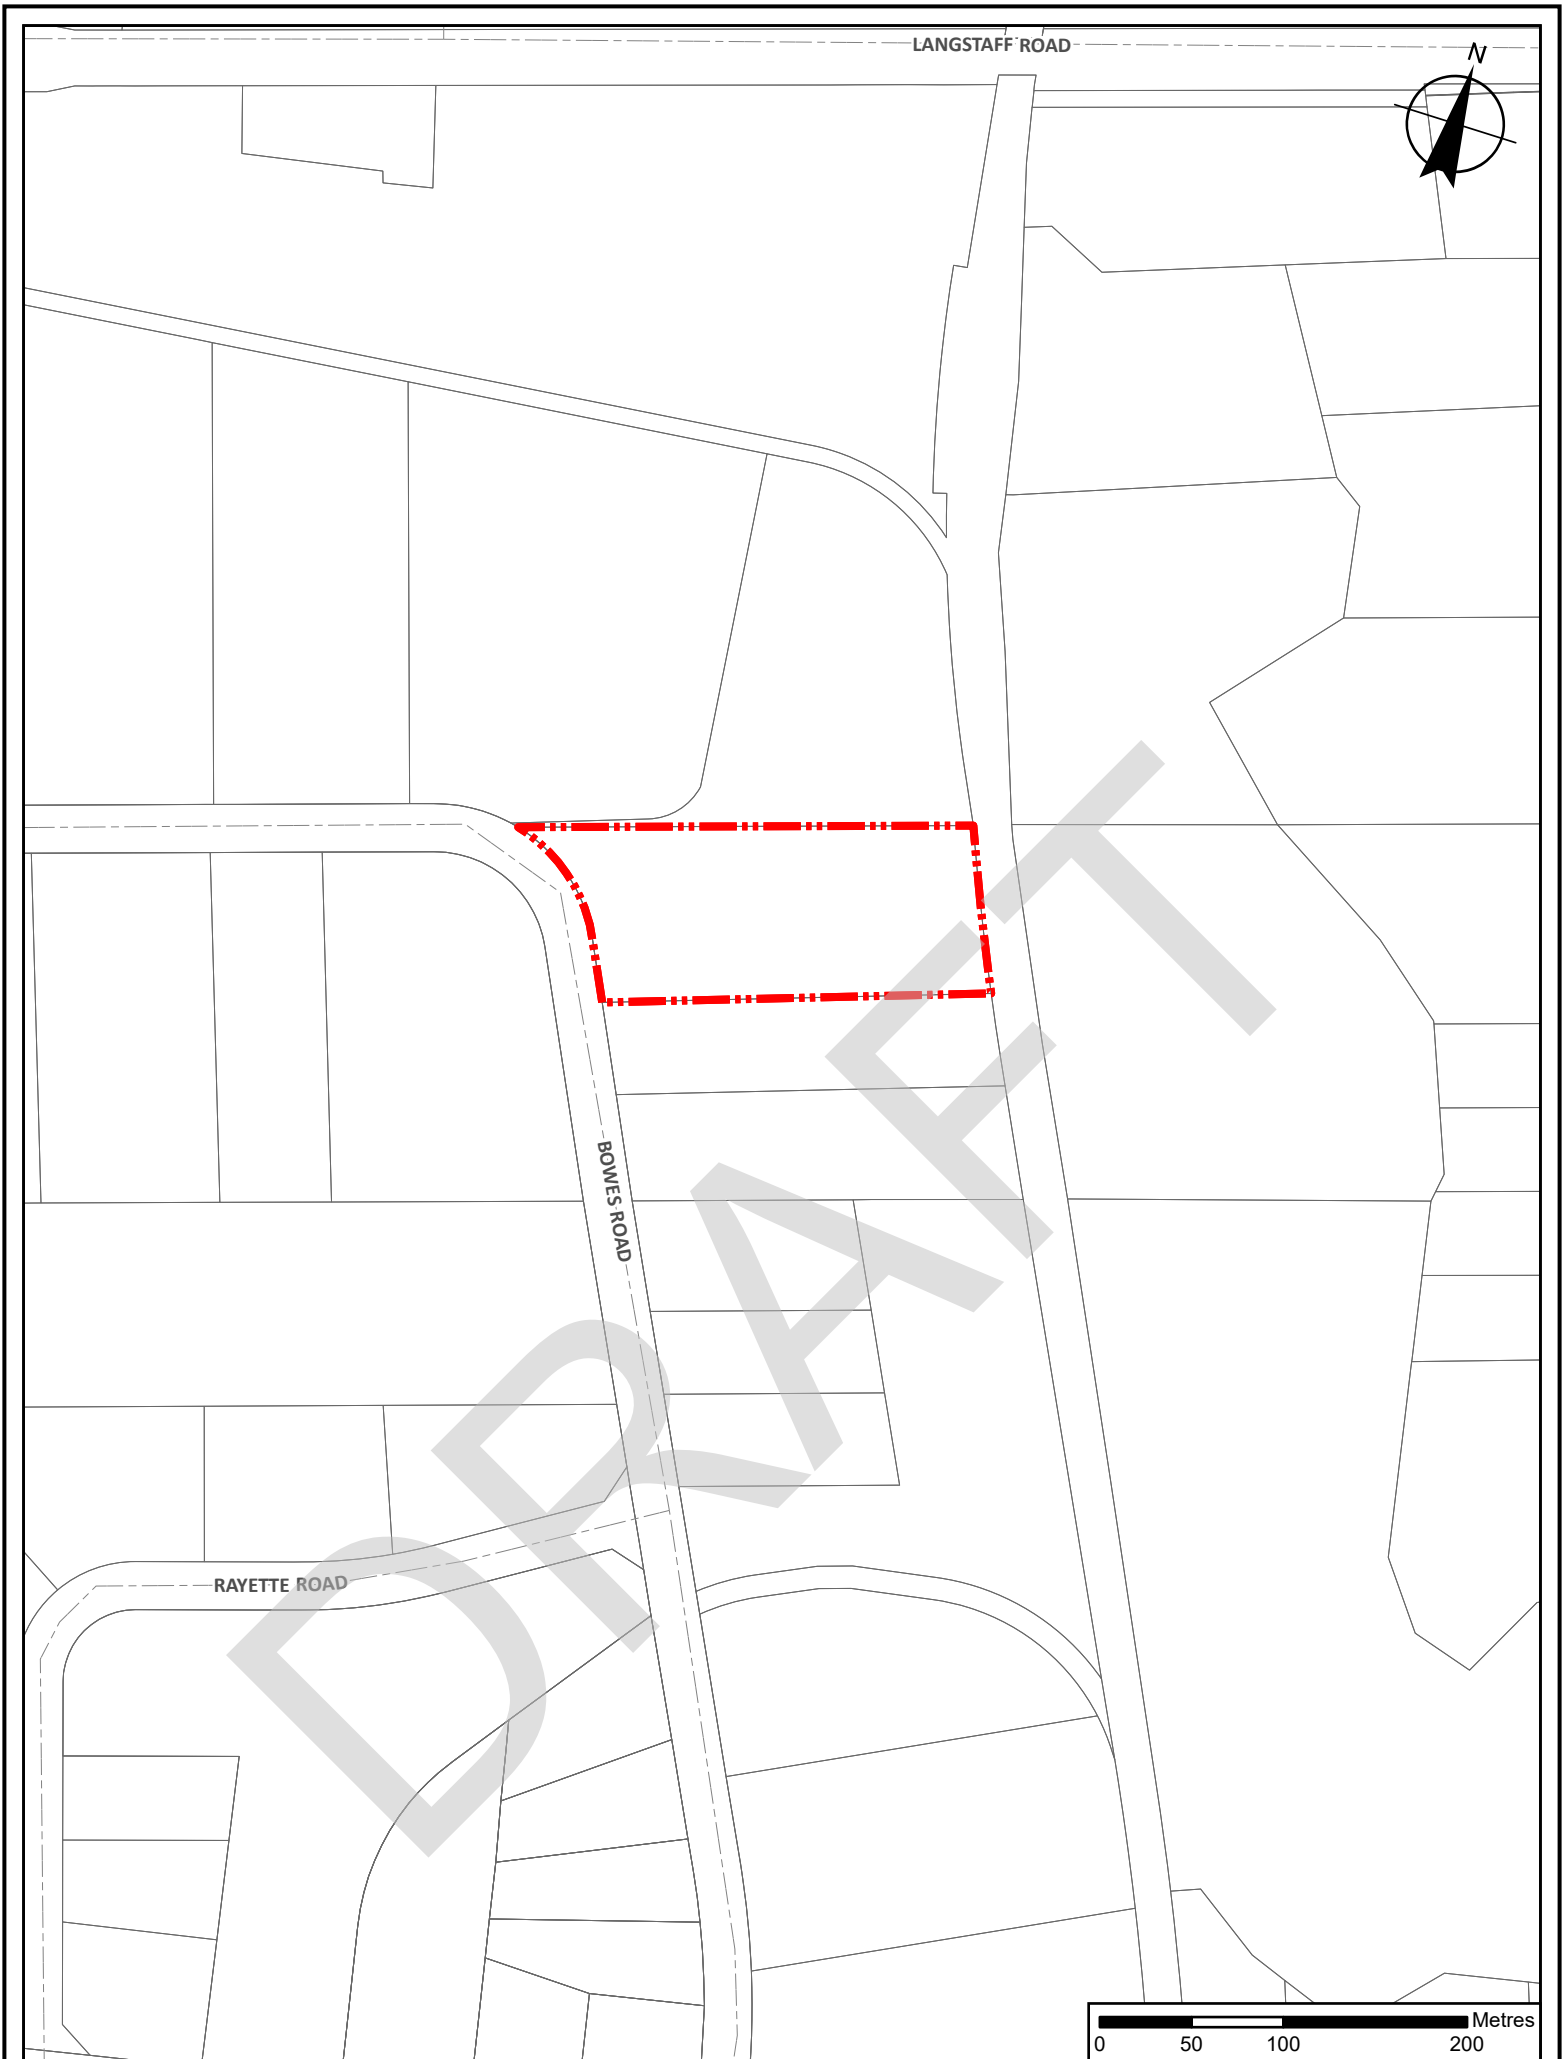 LANGSTAFF ROAD
N
BOWES ROAD
RAYETTE ROAD
DRAFT
Metres
0 50 100 200